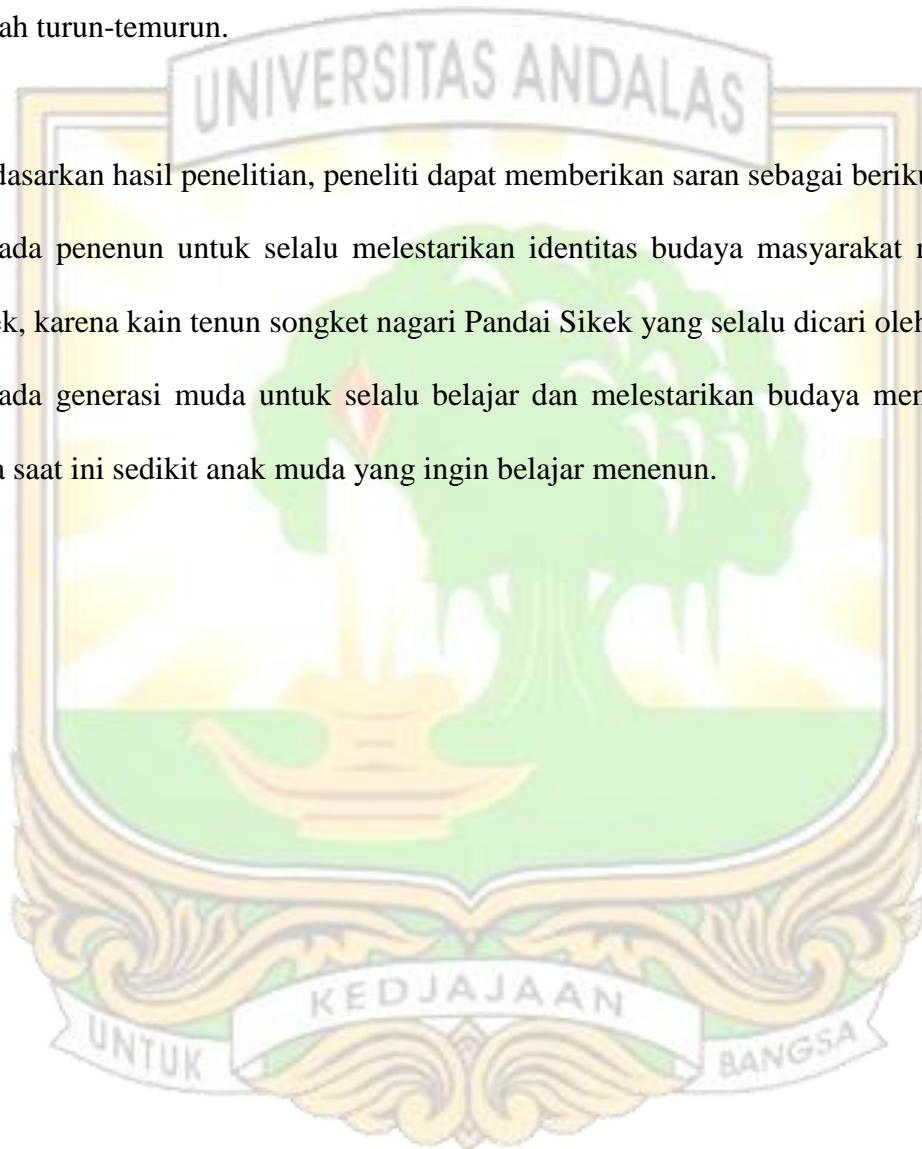 ah turun-temurun.
UNIVERSITAS ANDALAS
dasarkan hasil penelitian, peneliti dapat memberikan saran sebagai beriku
ada penenun untuk selalu melestarikan identitas budaya masyarakat n
ek, karena kain tenun songket nagari Pandai Sikek yang selalu dicari oleh
ada generasi muda untuk selalu belajar dan melestarikan budaya men
a saat ini sedikit anak muda yang ingin belajar menenun.
UNTUK KEDJAJAAN BANGSA